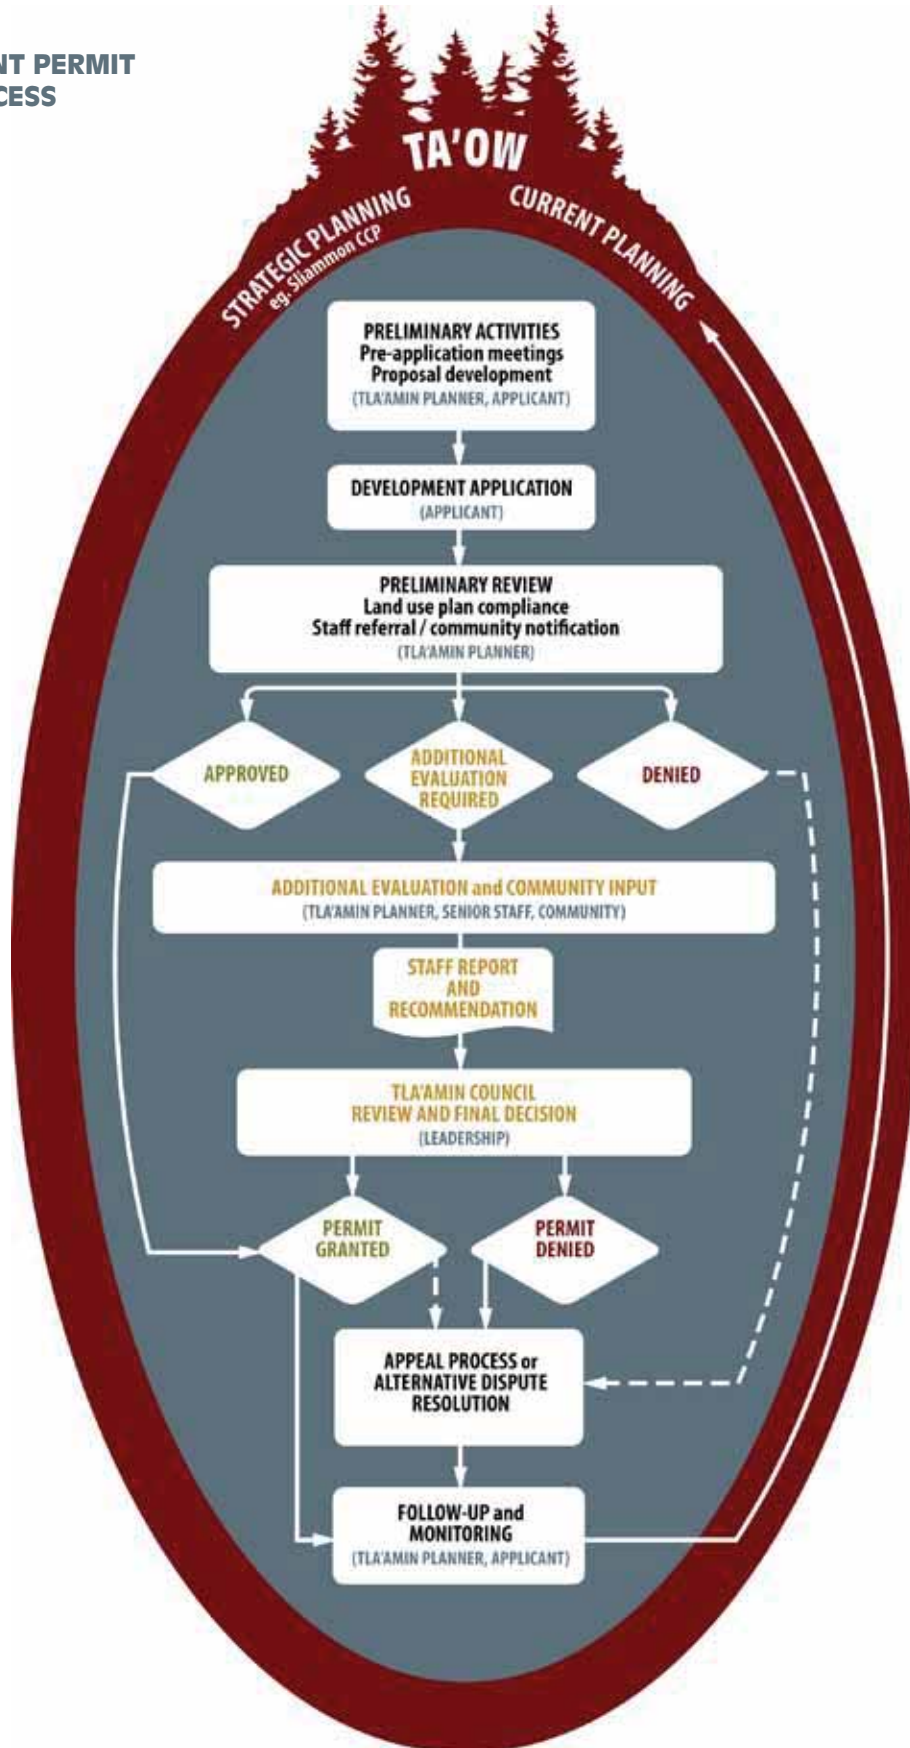 NT PERMIT
CESS
TA'OW
STRATEGIC PLANNING
eg. Sliammon CCP
CURRENT PLANNING
PRELIMINARY ACTIVITIES
Pre-application meetings
Proposal development
(TLA'AMIN PLANNER, APPLICANT)
DEVELOPMENT APPLICATION
(APPLICANT)
PRELIMINARY REVIEW
Land use plan compliance
Staff referral / community notification
(TLA'AMIN PLANNER)
APPROVED
ADDITIONAL
EVALUATION
REQUIRED
DENIED
ADDITIONAL EVALUATION and COMMUNITY INPUT
(TLA'AMIN PLANNER, SENIOR STAFF, COMMUNITY)
STAFF REPORT
AND
RECOMMENDATION
TLA'AMIN COUNCIL
REVIEW AND FINAL DECISION
(LEADERSHIP)
PERMIT
GRANTED
PERMIT
DENIED
APPEAL PROCESS or
ALTERNATIVE DISPUTE
RESOLUTION
FOLLOW-UP and
MONITORING
(TLA'AMIN PLANNER, APPLICANT)